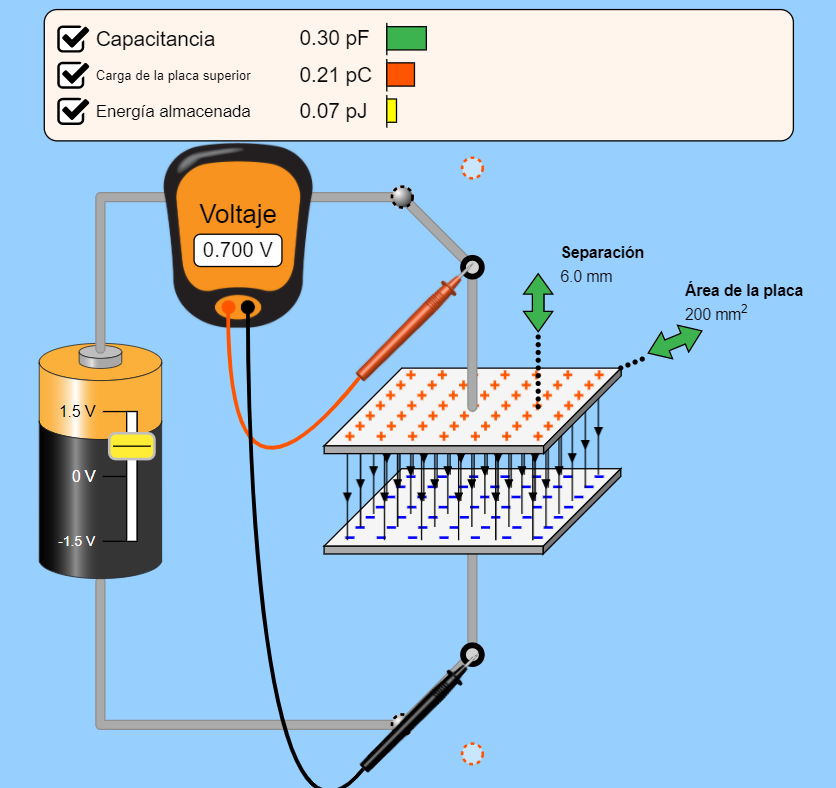 Capacitancia 0.30 pF
Carga de la placa superior 0.21 pC
Energía almacenada 0.07 pJ
Voltaje
0.700 V
Separación
6.0 mm
Área de la placa
200 mm²
1.5 V
0 V
-1.5 V